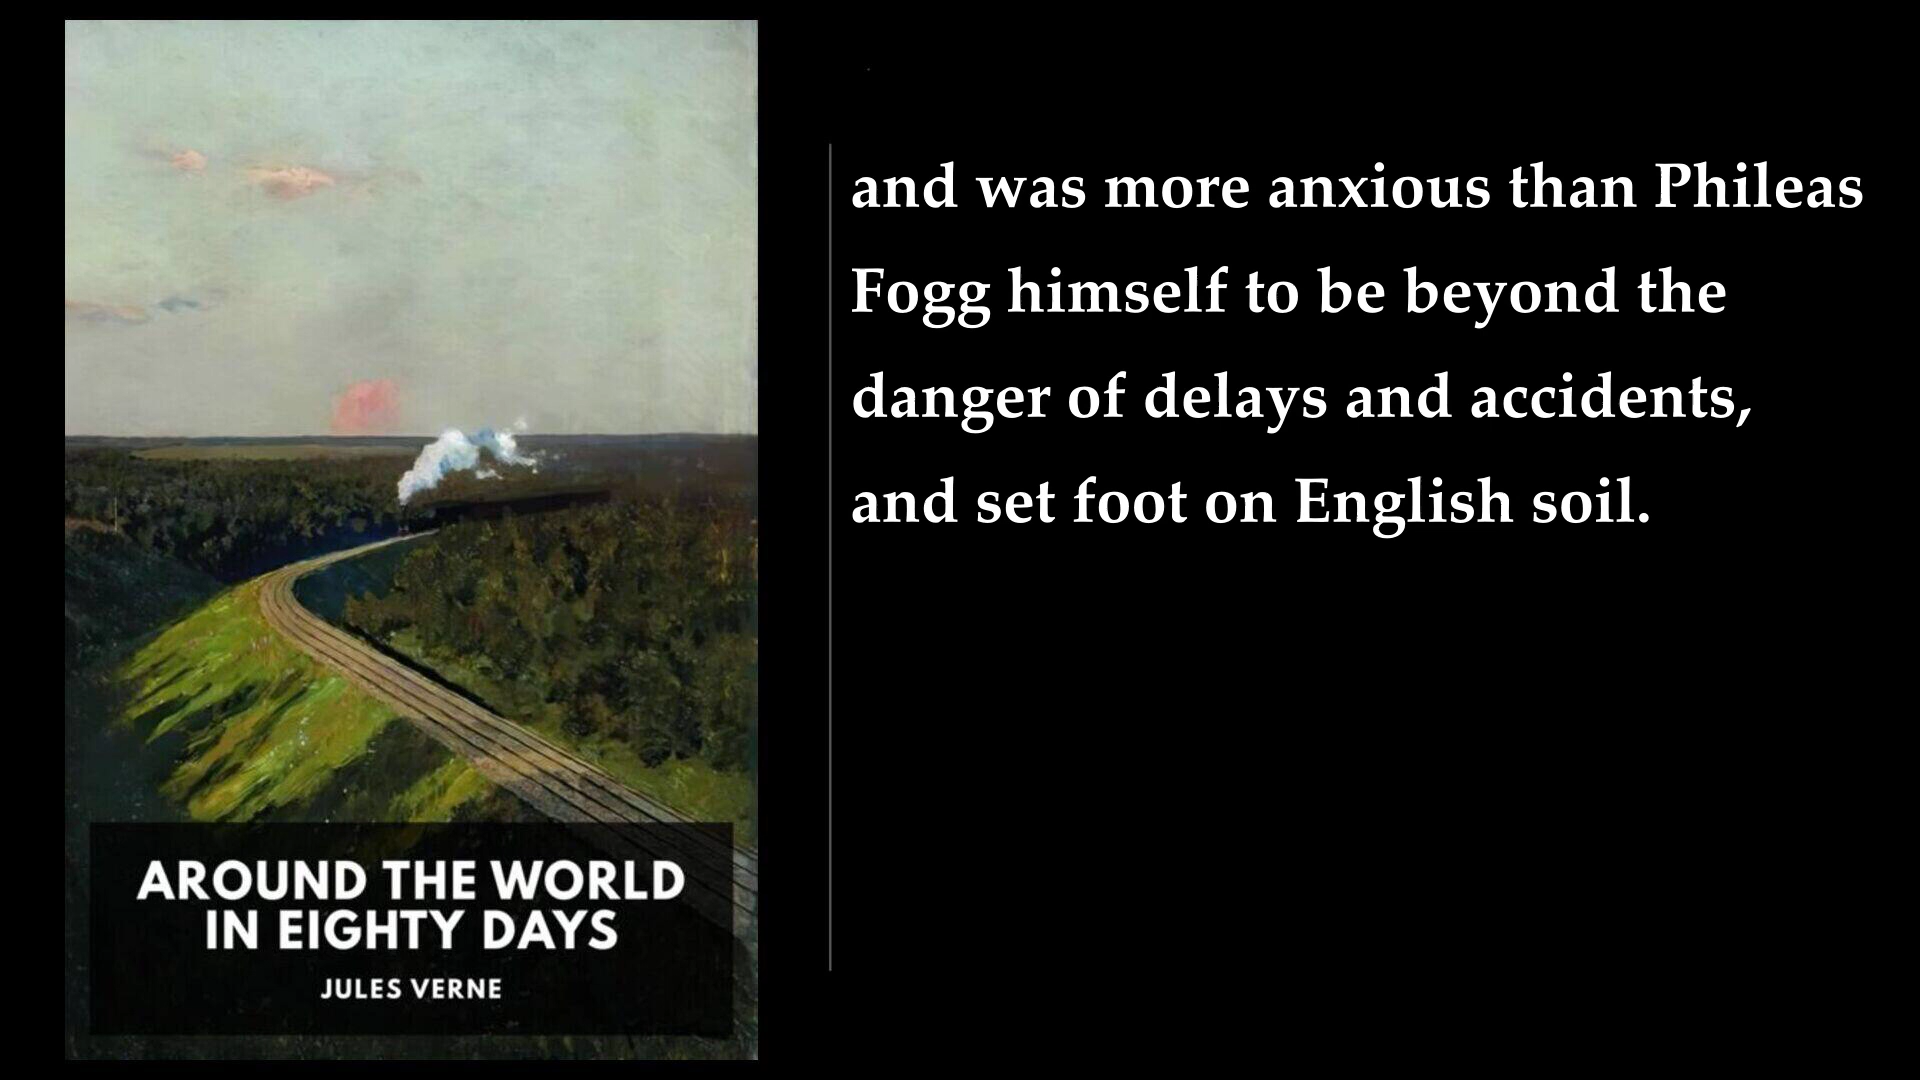 AROUND THE WORLD
IN EIGHTY DAYS
JULES VERNE
and was more anxious than Phileas
Fogg himself to be beyond the
danger of delays and accidents,
and set foot on English soil.